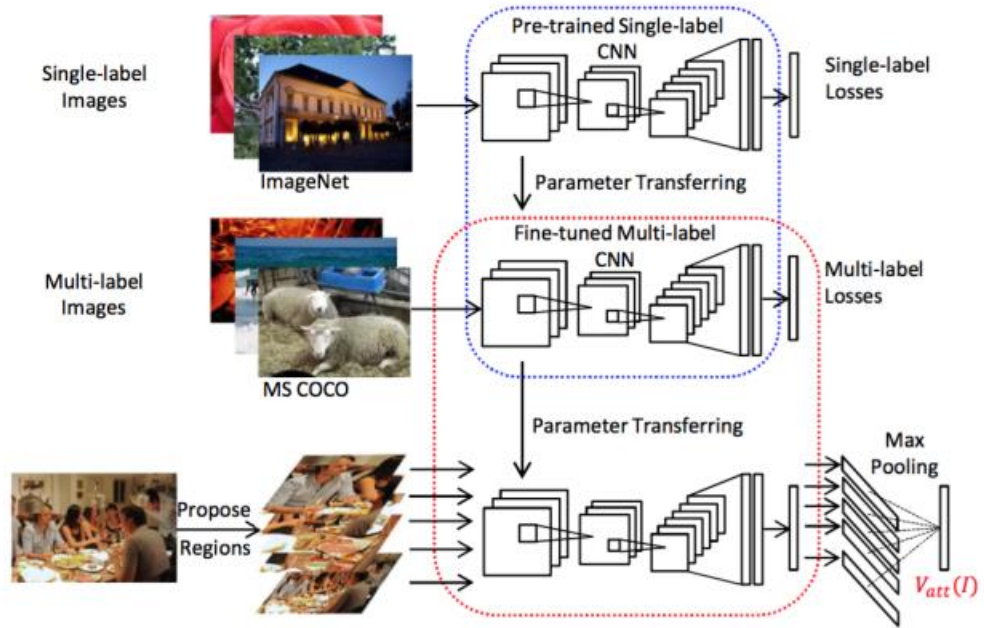 Pre-trained Single-label
CNN
Single-label
Images
Single-label
Losses
ImageNet
Parameter Transferring
Fine-tuned Multi-label
CNN
Multi-label
Images
Multi-label
Losses
MS COCO
Parameter Transferring
Max
Pooling
Propose
Regions
V_att(I)